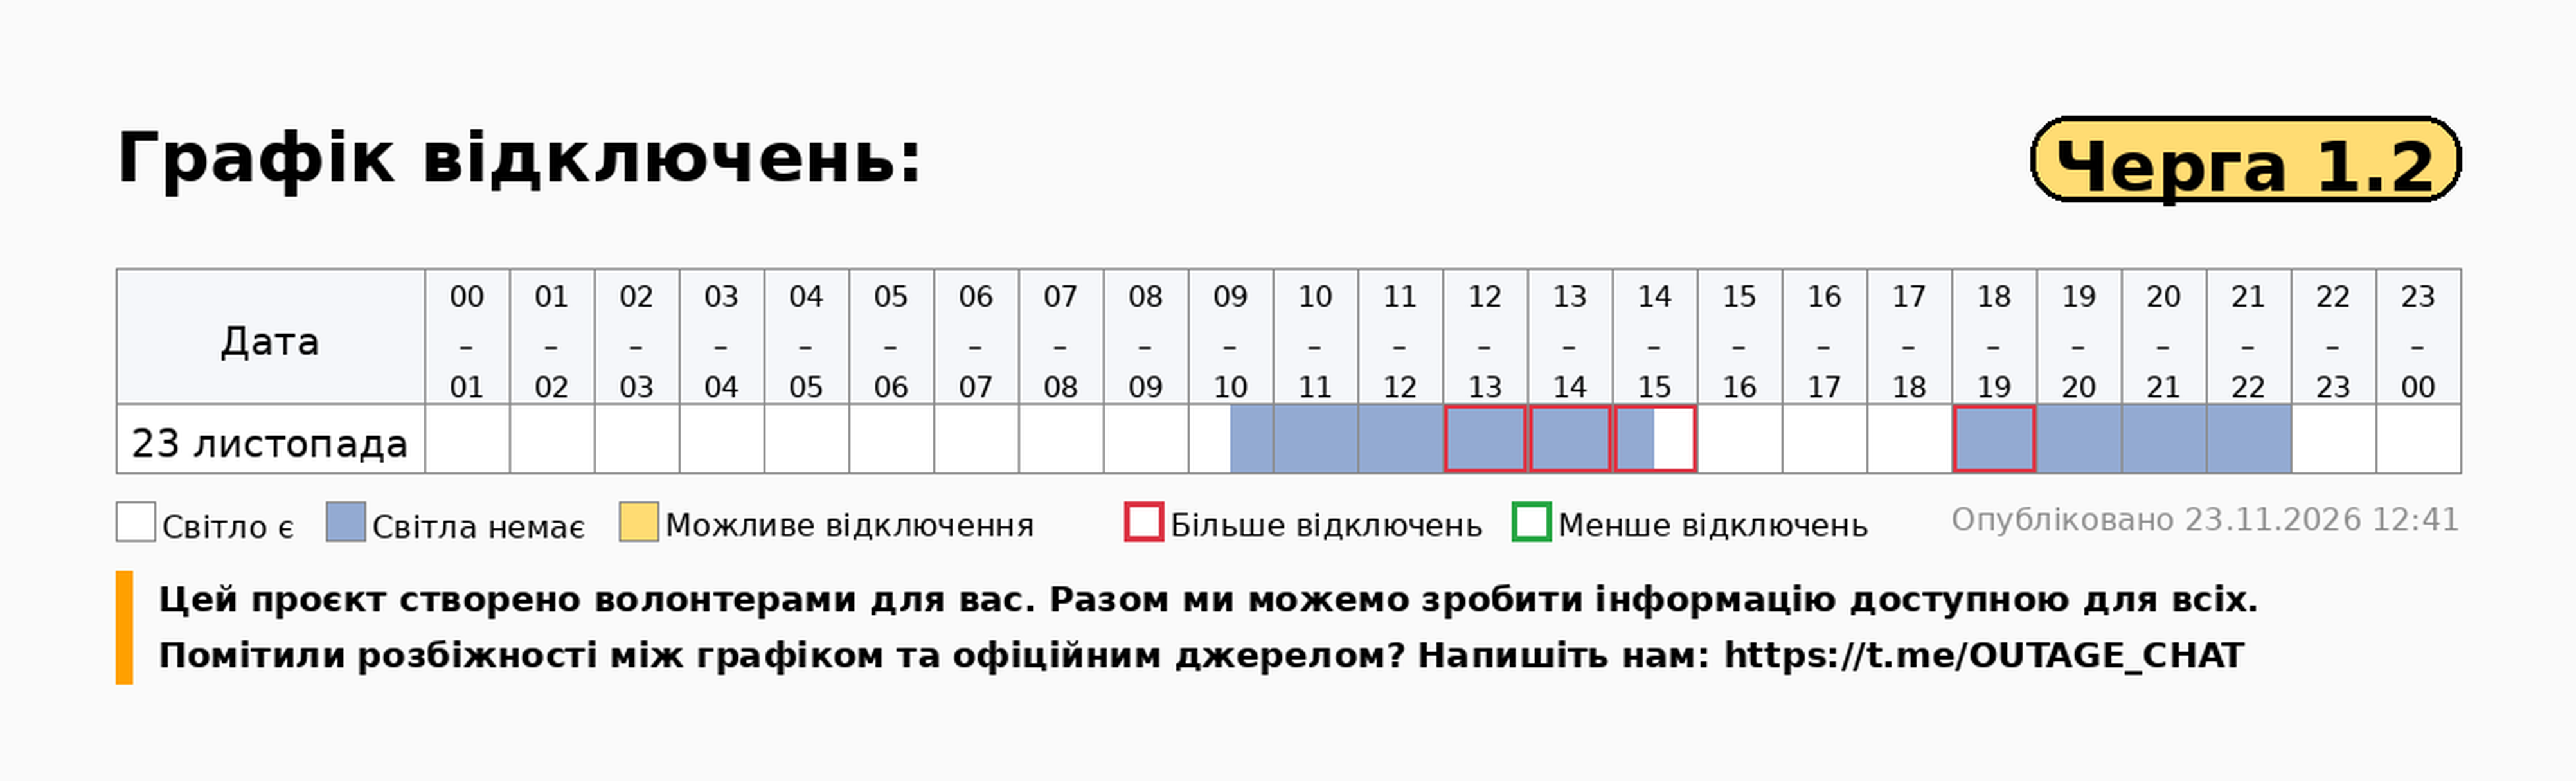 Графік відключень:
Черга 1.2
Дата
00 – 01
01 – 02
02 – 03
03 – 04
04 – 05
05 – 06
06 – 07
07 – 08
08 – 09
09 – 10
10 – 11
11 – 12
12 – 13
13 – 14
14 – 15
15 – 16
16 – 17
17 – 18
18 – 19
19 – 20
20 – 21
21 – 22
22 – 23
23 – 00
23 листопада
Світло є
Світла немає
Можливе відключення
Більше відключень
Менше відключень
Опубліковано 23.11.2026 12:41
Цей проєкт створено волонтерами для вас. Разом ми можемо зробити інформацію доступною для всіх.
Помітили розбіжності між графіком та офіційним джерелом? Напишіть нам: https://t.me/OUTAGE_CHAT